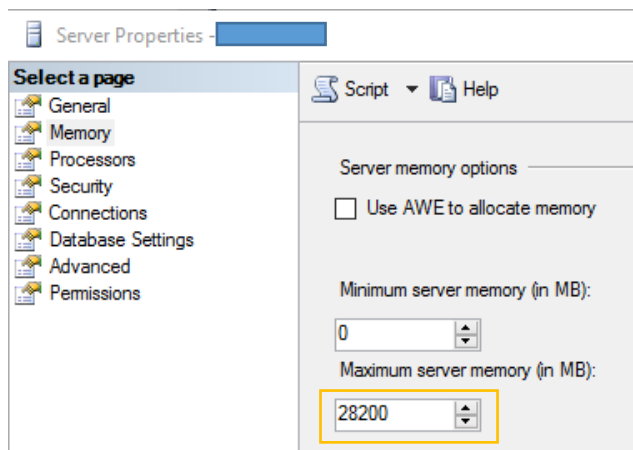 Server Properties -
Select a page
General
Memory
Processors
Security
Connections
Database Settings
Advanced
Permissions
Script Help
Server memory options
Use AWE to allocate memory
Minimum server memory (in MB):
0
Maximum server memory (in MB):
28200